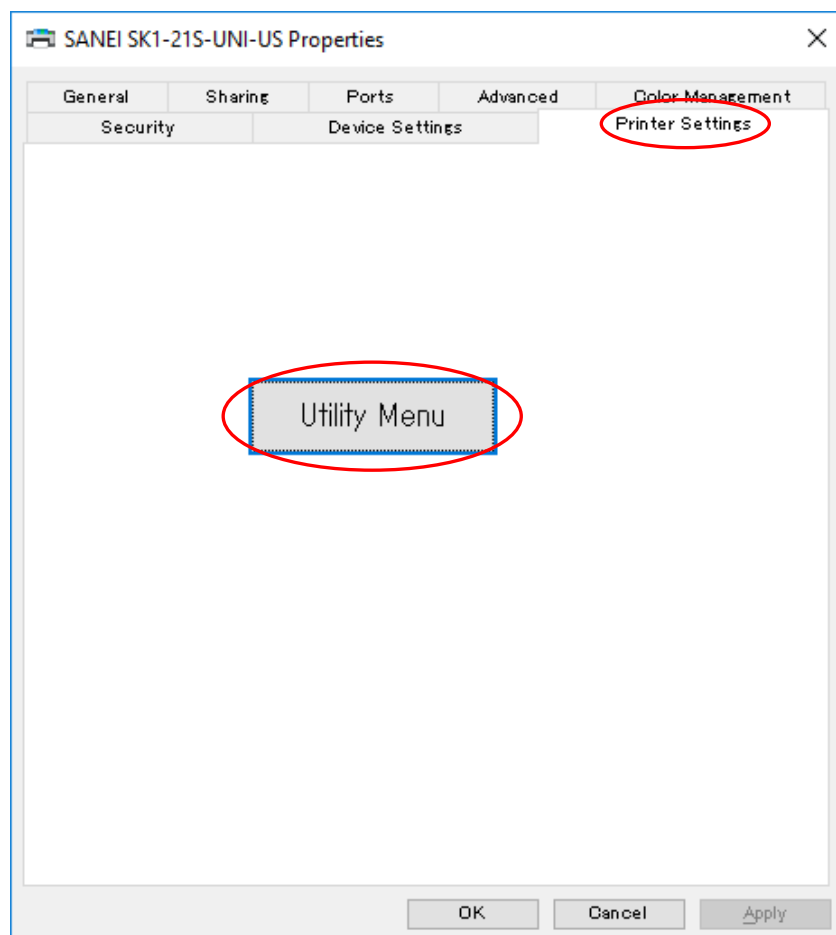 SANEI SK1-21S-UNI-US Properties
General Sharing Ports Advanced Color Management
Security Device Settings Printer Settings
Utility Menu
OK Cancel Apply